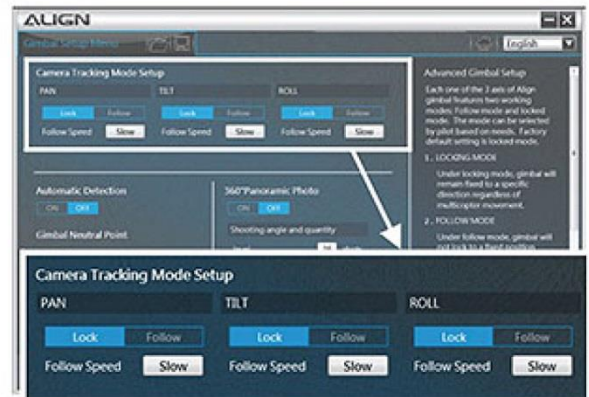 ALIGN
Gimbal Setup Menu
English
Camera Tracking Mode Setup
PAN TILT ROLL
Lock Follow Lock Follow Lock Follow
Follow Speed Slow Follow Speed Slow Follow Speed Slow
Automatic Detection
ON OFF
Gimbal Neutral Point
360°Panoramic Photo
ON OFF
Shooting angle and quantity
Advanced Gimbal Setup
Each one of the 3 axis of Align
gimbal features two working
modes: Follow mode and locked
mode. The mode can be selected
by pilot based on needs. Factory
default setting is locked mode.
1 . LOCKING MODE
Under locking mode, gimbal will
remain fixed to a specific
direction regardless of
multicopter movement.
2 . FOLLOW MODE
Under follow mode, gimbal will
not lock to a fixed position
Camera Tracking Mode Setup
PAN TILT ROLL
Lock Follow Lock Follow Lock Follow
Follow Speed Slow Follow Speed Slow Follow Speed Slow